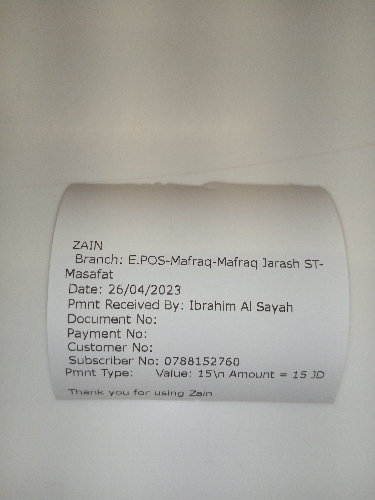 ZAIN
Branch: E.POS-Mafraq-Mafraq Jarash ST-
Masafat
Date: 26/04/2023
Pmnt Received By: Ibrahim Al Sayah
Document No:
Payment No:
Customer No:
Subscriber No: 0788152760
Pmnt Type: Value: 15\n Amount = 15 JD
Thank you for using Zain